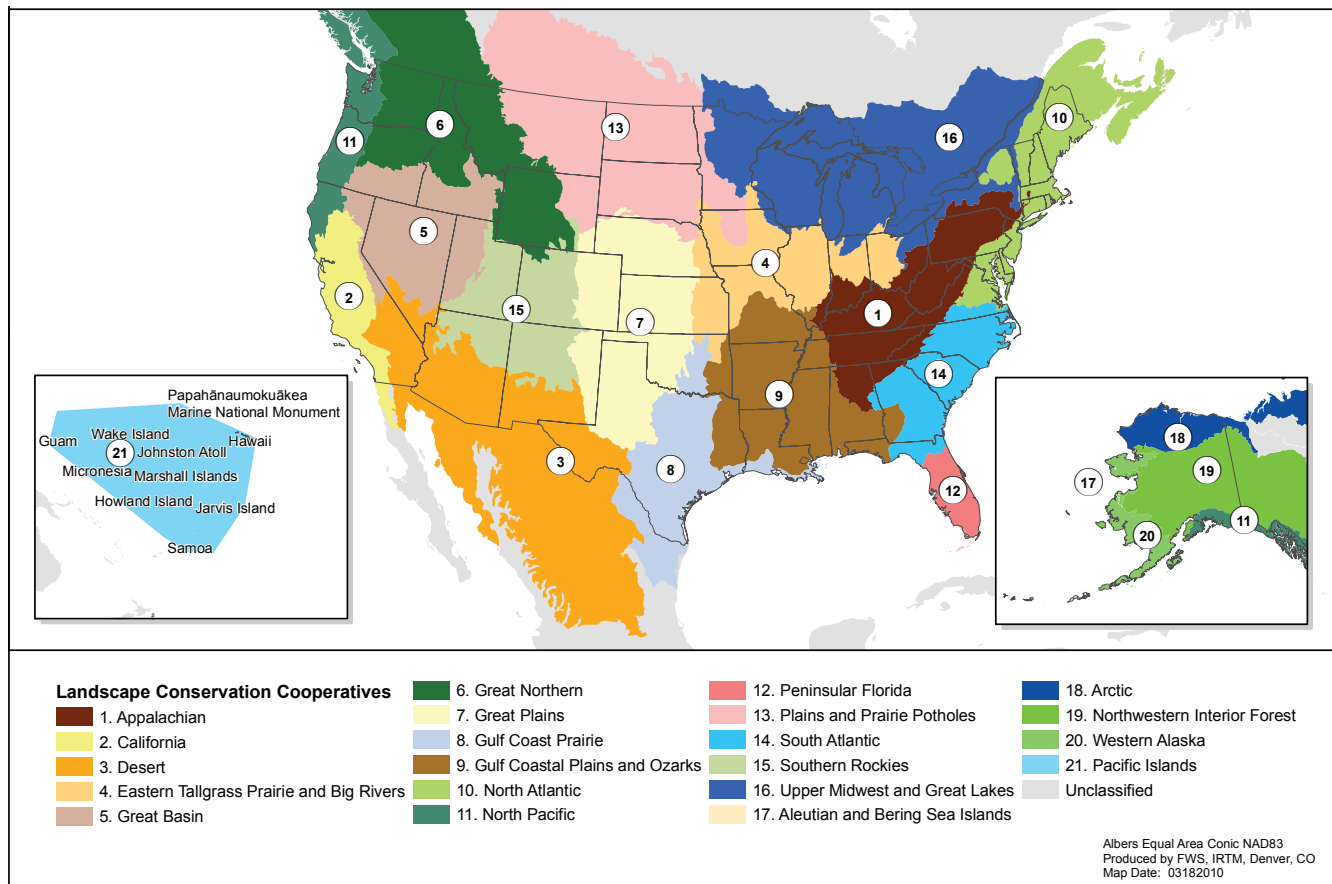 6
13
11
16
10
5
4
2
15
7
1
14
9
3
8
12
Papahānaumokuākea
Marine National Monument
Guam
Wake Island
Hawaii
21
Johnston Atoll
Micronesia
Marshall Islands
Howland Island
Jarvis Island
Samoa
18
19
17
20
11
Landscape Conservation Cooperatives
1. Appalachian
2. California
3. Desert
4. Eastern Tallgrass Prairie and Big Rivers
5. Great Basin
6. Great Northern
7. Great Plains
8. Gulf Coast Prairie
9. Gulf Coastal Plains and Ozarks
10. North Atlantic
11. North Pacific
12. Peninsular Florida
13. Plains and Prairie Potholes
14. South Atlantic
15. Southern Rockies
16. Upper Midwest and Great Lakes
17. Aleutian and Bering Sea Islands
18. Arctic
19. Northwestern Interior Forest
20. Western Alaska
21. Pacific Islands
Unclassified
Albers Equal Area Conic NAD83
Produced by FWS, IRTM, Denver, CO
Map Date: 03182010